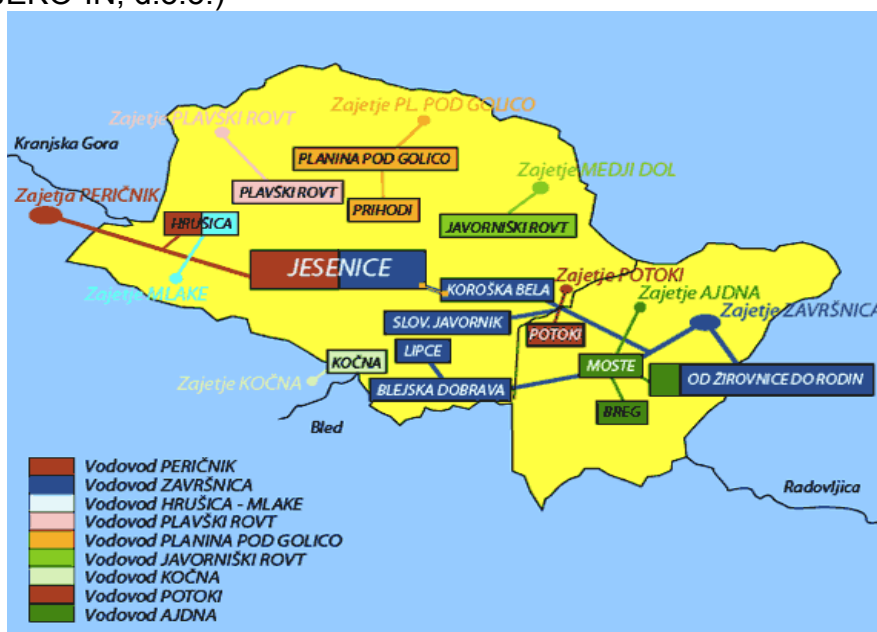 JEKO-IN, d.o.o.)
Zajetje PLAVŠKI ROVT
Zajetje PL. POD GOLICO
Kranjska Gora
PLANINA POD GOLICO
Zajetje MEDJI DOL
Zajetja PERIČNIK
PLAVŠKI ROVT
PRIHODI
HRUŠICA
JAVORNIŠKI ROVT
JESENICE
Zajetje MLAKE
KOROŠKA BELA
Zajetje POTOKI
Zajetje AJDNA
Zajetje ZAVRŠNICA
SLOV. JAVORNIK
POTOKI
LIPCE
KOČNA
MOSTE
Zajetje KOČNA
BLEJSKA DOBRAVA
OD ŽIROVNICE DO RODIN
BREG
Bled
Radovljica
Vodovod PERIČNIK
Vodovod ZAVRŠNICA
Vodovod HRUŠICA - MLAKE
Vodovod PLAVŠKI ROVT
Vodovod PLANINA POD GOLICO
Vodovod JAVORNIŠKI ROVT
Vodovod KOČNA
Vodovod POTOKI
Vodovod AJDNA